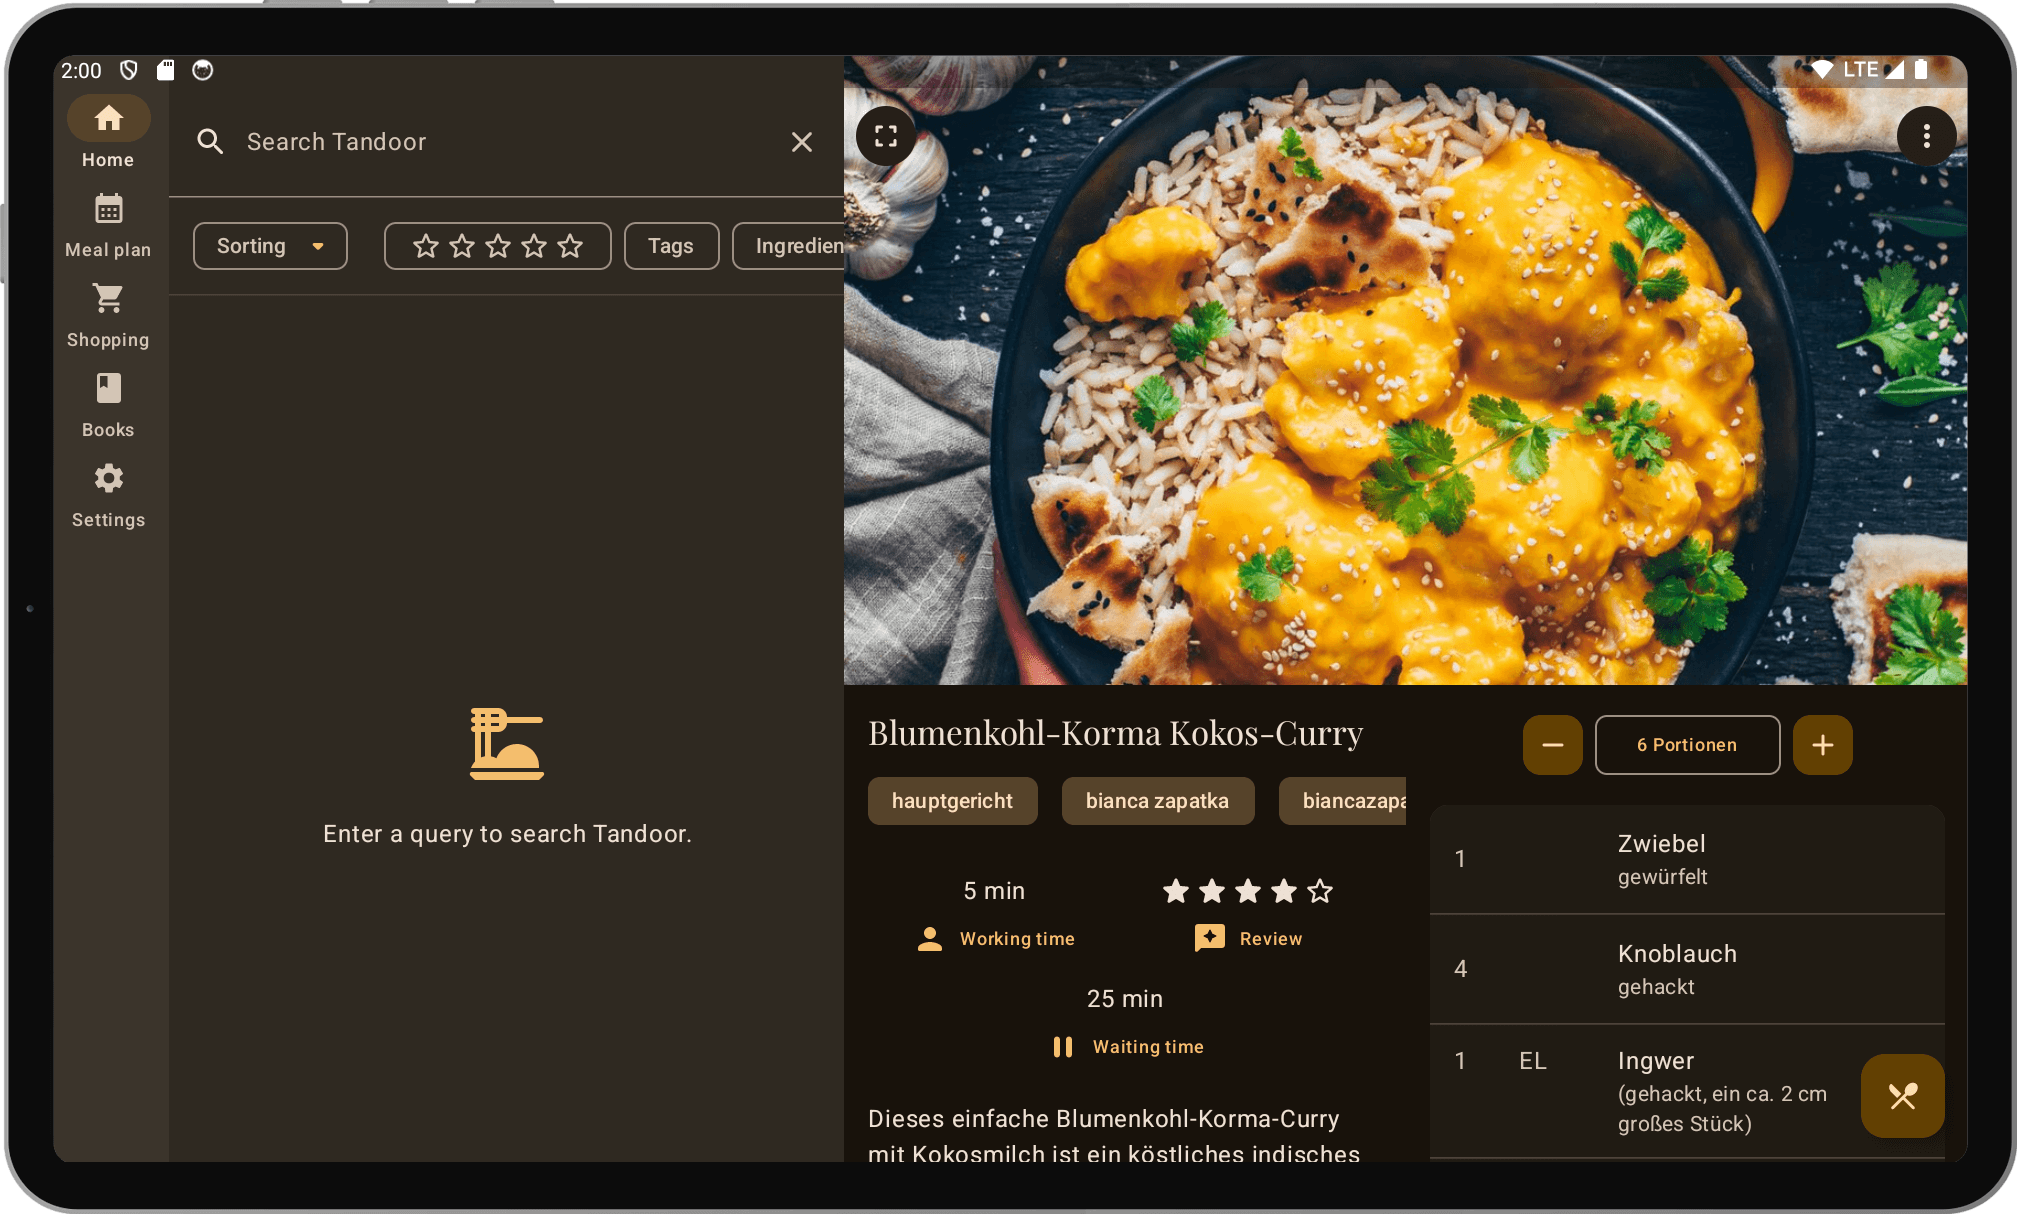 2:00
LTE
Home
Meal plan
Shopping
Books
Settings
Search Tandoor
Sorting
Tags
Ingredien
Enter a query to search Tandoor.
Blumenkohl-Korma Kokos-Curry
hauptgericht
bianca zapatka
biancazapa
5 min
Working time
Review
25 min
Waiting time
Dieses einfache Blumenkohl-Korma-Curry
mit Kokosmilch ist ein köstliches indisches
6 Portionen
1 Zwiebel
gewürfelt
4 Knoblauch
gehackt
1 EL Ingwer
(gehackt, ein ca. 2 cm
großes Stück)